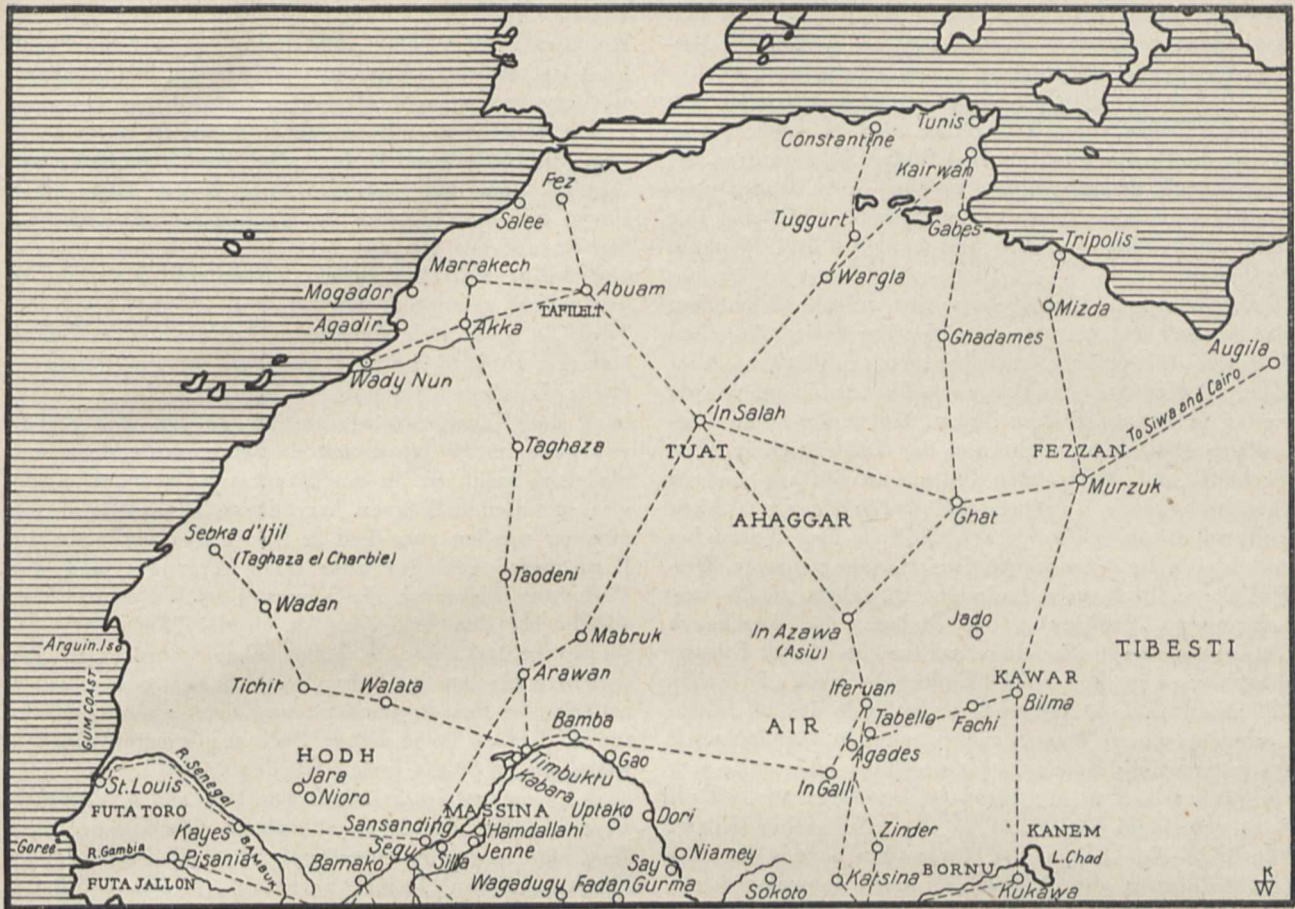 Constantine
Tunis
Kairwan
Fez
Salee
Tuggurt
Gabes
Tripolis
Marrakech
Wargla
Mogador
Abuam
Mizda
TAFILELT
Agadir
Akka
Ghadames
Augila
Wady Nun
To Siwa and Cairo
In Salah
Taghaza
TUAT
FEZZAN
Murzuk
AHAGGAR
Ghat
Sebka d'Ijil
(Taghaza el Charbie)
Taodeni
Wadan
Jado
In Azawa
(Asiu)
Mabruk
Arguin.Is
TIBESTI
Arawan
KAWAR
Tichit
Walata
Iferuan
Bilma
GUM COAST
Tabello
Fachi
AIR
Bamba
HODH
Agades
Timbuktu
Gao
R. Senegal
Kabara
Jara
In Gall
St. Louis
Nioro
FUTA TORO
MASSINA
Uptako
Dori
Kayes
Sansanding
Hamdallahi
Zinder
KANEM
Goree
R.Gambia
BAMBUK
Segu
Silla
Jenne
Niamey
L.Chad
Pisania
Bamako
Say
BORNU
FUTA JALLON
Wagadugu
Fadan Gurma
Sokoto
Katsina
Kukawa
K
W